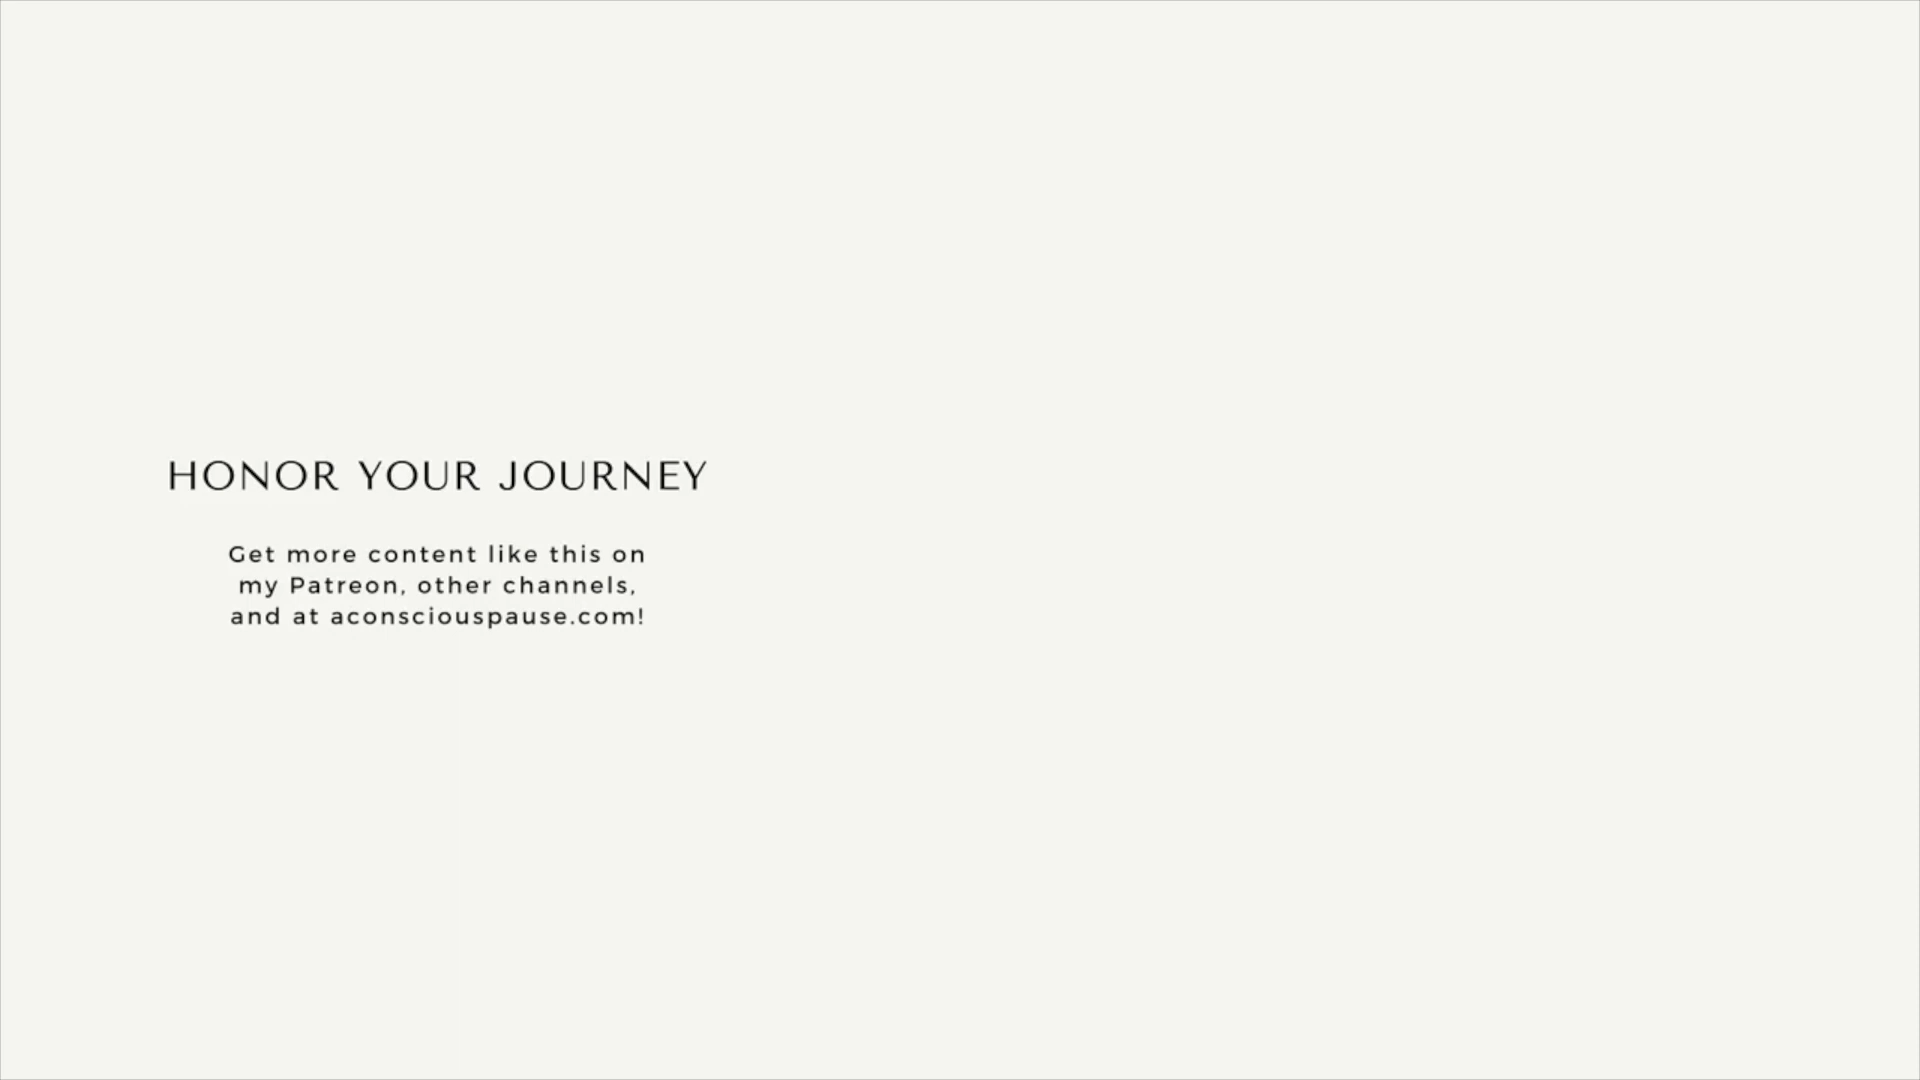 HONOR YOUR JOURNEY
Get more content like this on
my Patreon, other channels,
and at aconsciouspause.com!